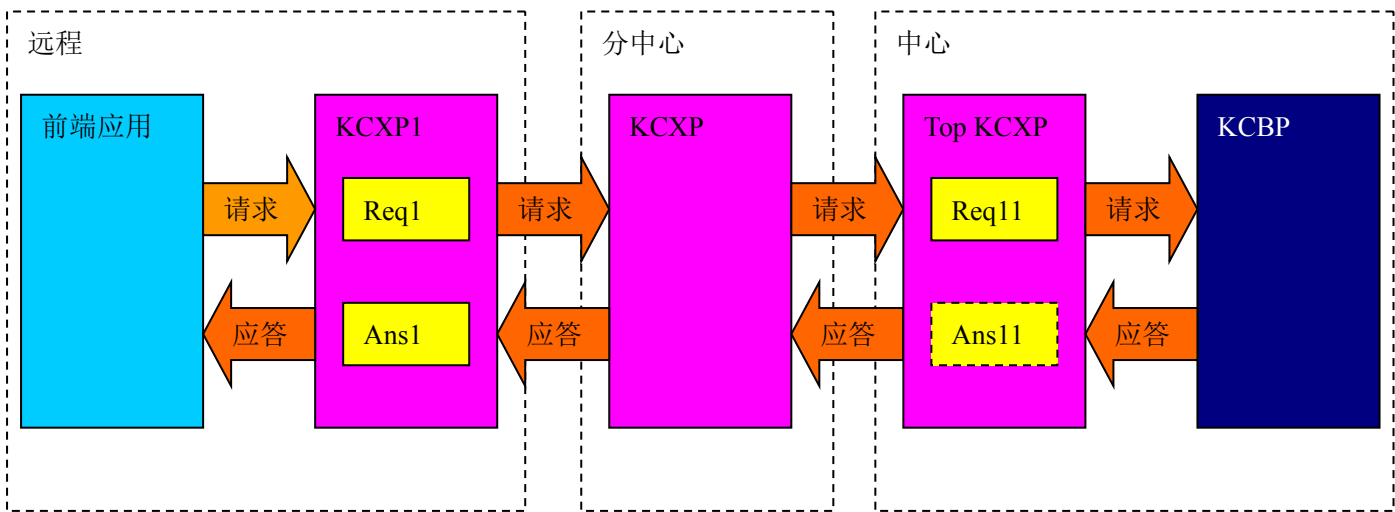 远程
分中心
中心
前端应用
KCXP1
KCXP
Top KCXP
KCBP
请求
Req1
请求
请求
Req11
请求
应答
Ans1
应答
应答
Ans11
应答